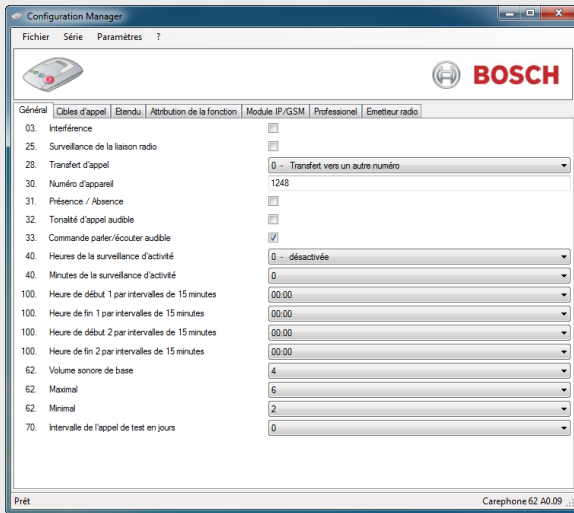 Configuration Manager
Fichier Série Paramètres ?
BOSCH
Général Cibles d'appel Etendu Attribution de la fonction Module IP/GSM Professionel Emetteur radio
03. Interférence
25. Surveillance de la liaison radio
28. Transfert d'appel 0 - Transfert vers un autre numéro
30. Numéro d'appareil 1248
31. Présence / Absence
32. Tonalité d'appel audible
33. Commande parler/écouter audible
40. Heures de la surveillance d'activité 0 - désactivée
40. Minutes de la surveillance d'activité 0
100. Heure de début 1 par intervalles de 15 minutes 00:00
100. Heure de fin 1 par intervalles de 15 minutes 00:00
100. Heure de début 2 par intervalles de 15 minutes 00:00
100. Heure de fin 2 par intervalles de 15 minutes 00:00
62. Volume sonore de base 4
62. Maximal 6
62. Minimal 2
70. Intervalle de l'appel de test en jours 0
Prêt Carephone 62 A0.09